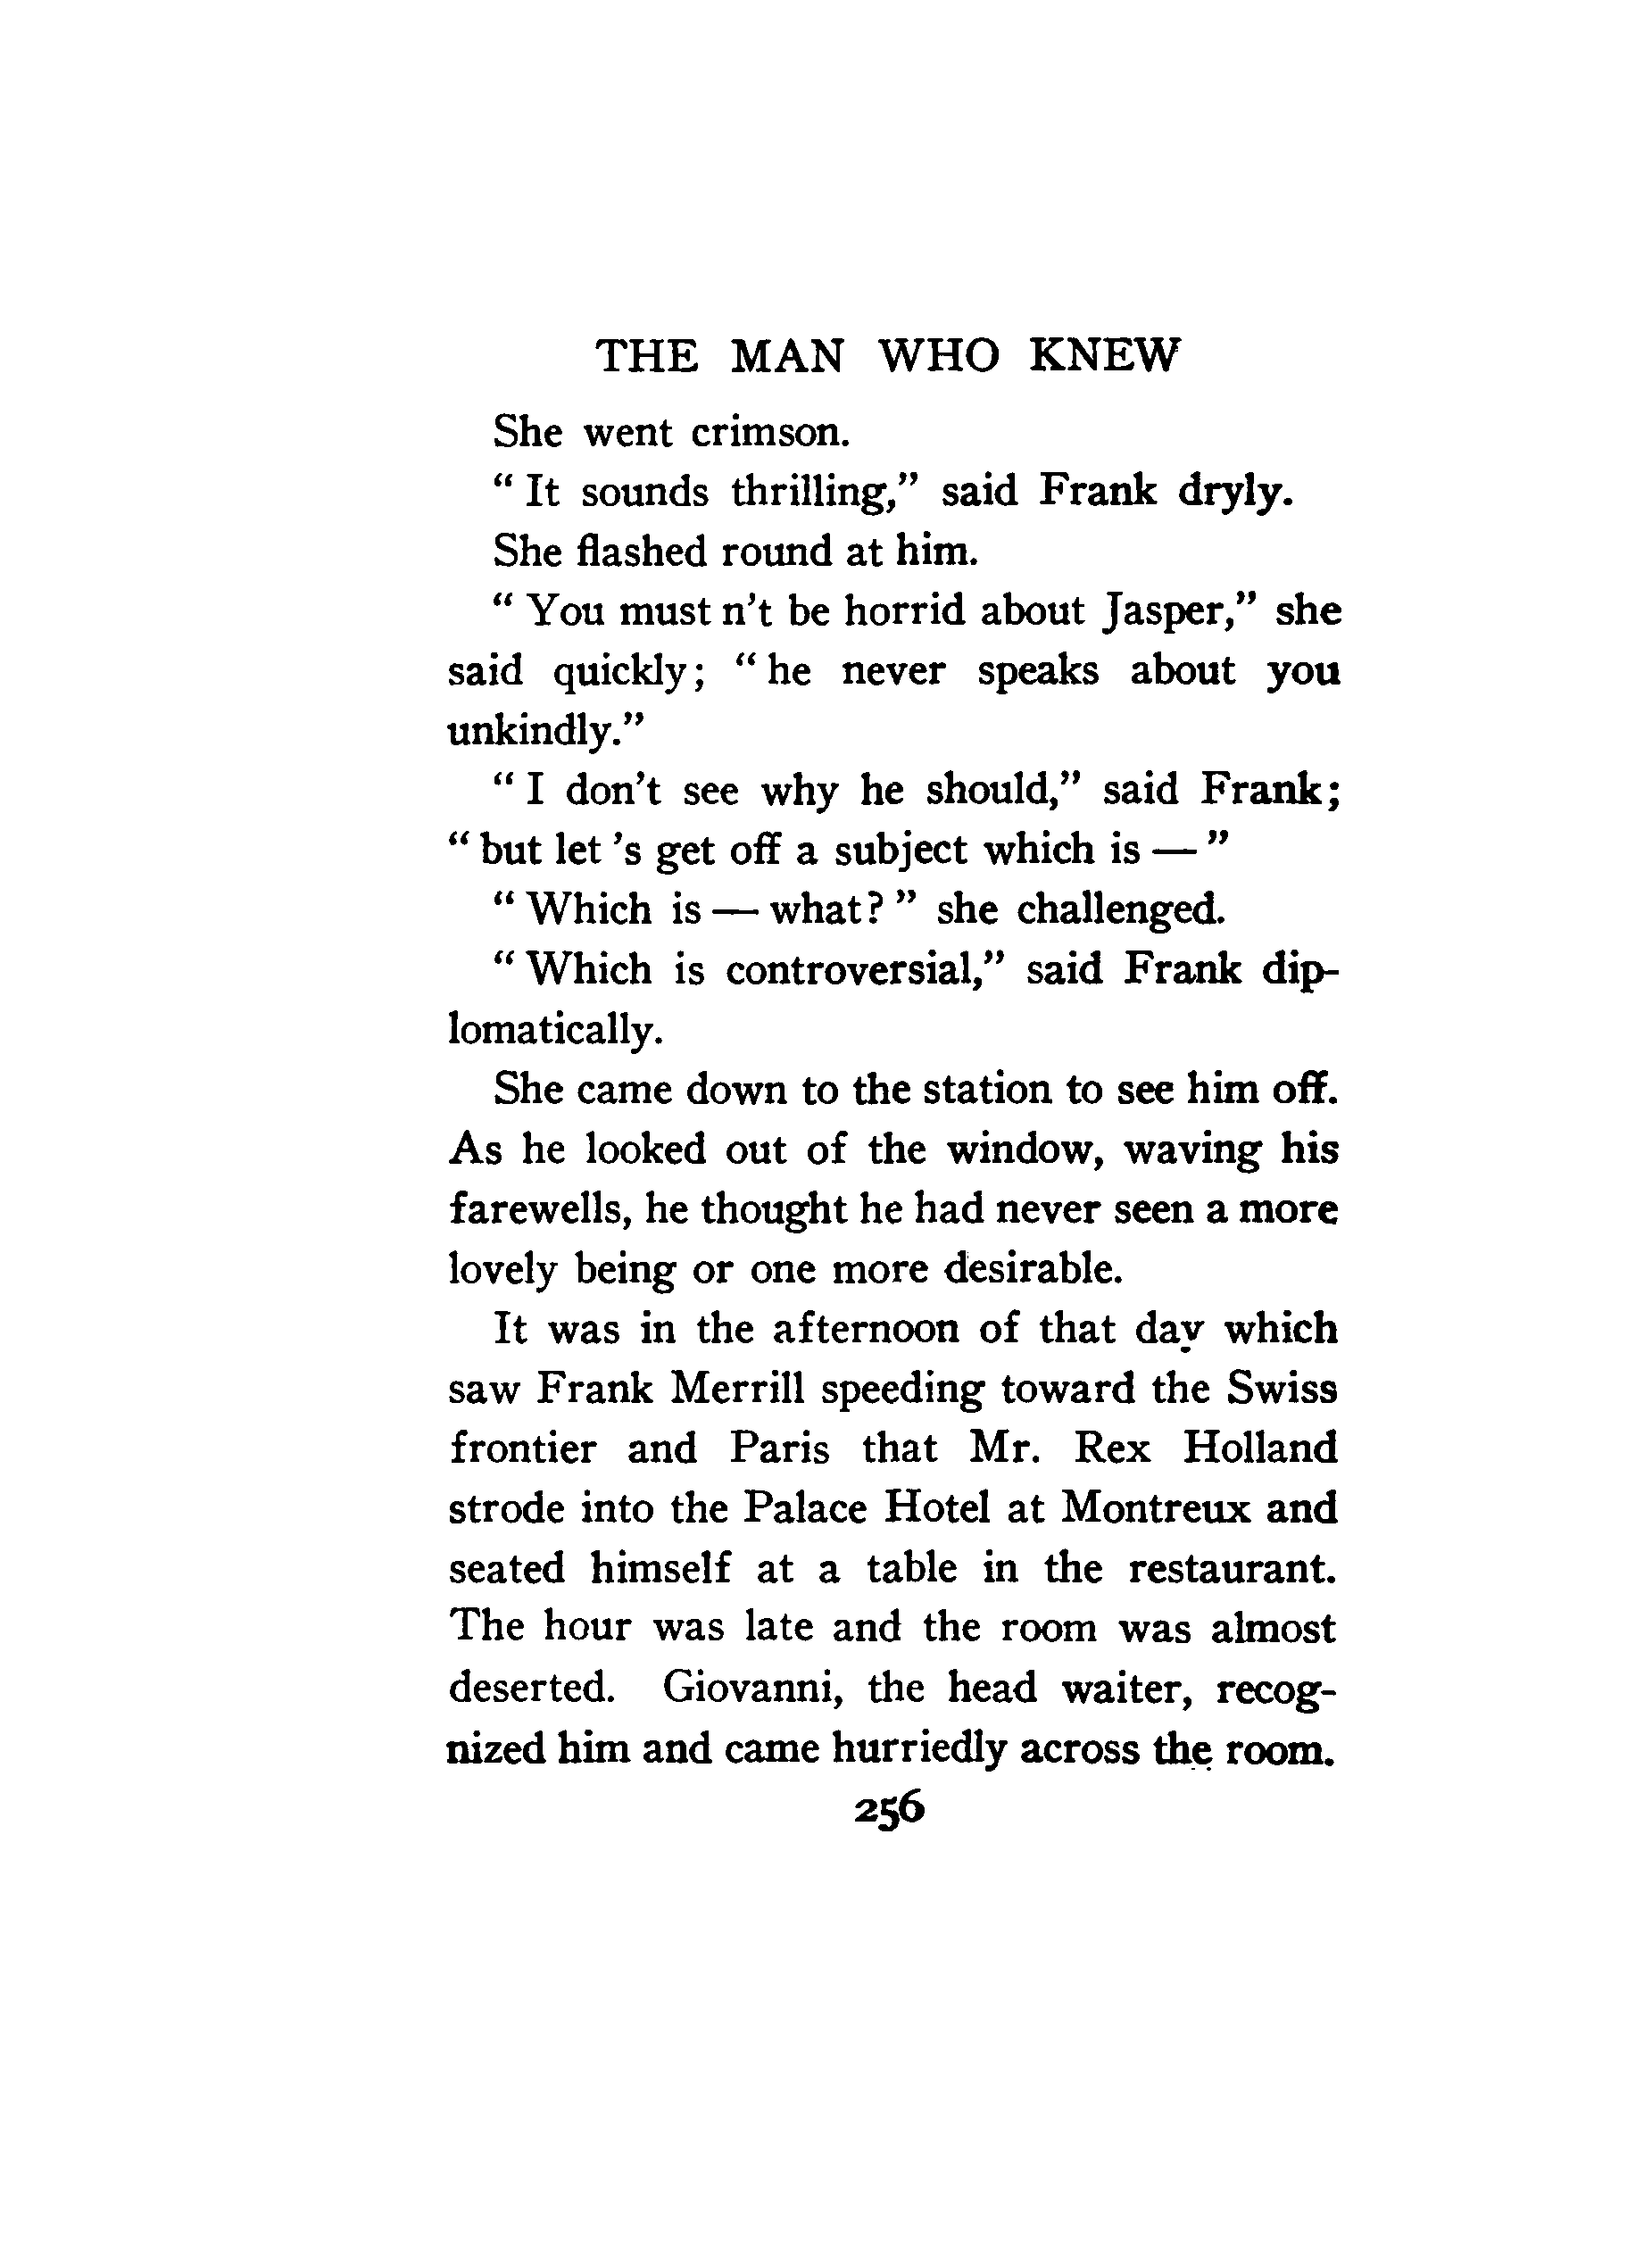 THE MAN WHO KNEW
She went crimson.
“ It sounds thrilling,” said Frank dryly.
She flashed round at him.
“ You must n’t be horrid about Jasper,” she
said quickly; “ he never speaks about you
unkindly.”
“ I don’t see why he should,” said Frank;
“ but let ’s get off a subject which is — ”
“ Which is — what? ” she challenged.
“ Which is controversial,” said Frank dip-
lomatically.
She came down to the station to see him off.
As he looked out of the window, waving his
farewells, he thought he had never seen a more
lovely being or one more desirable.
It was in the afternoon of that day which
saw Frank Merrill speeding toward the Swiss
frontier and Paris that Mr. Rex Holland
strode into the Palace Hotel at Montreux and
seated himself at a table in the restaurant.
The hour was late and the room was almost
deserted. Giovanni, the head waiter, recog-
nized him and came hurriedly across the room.
256